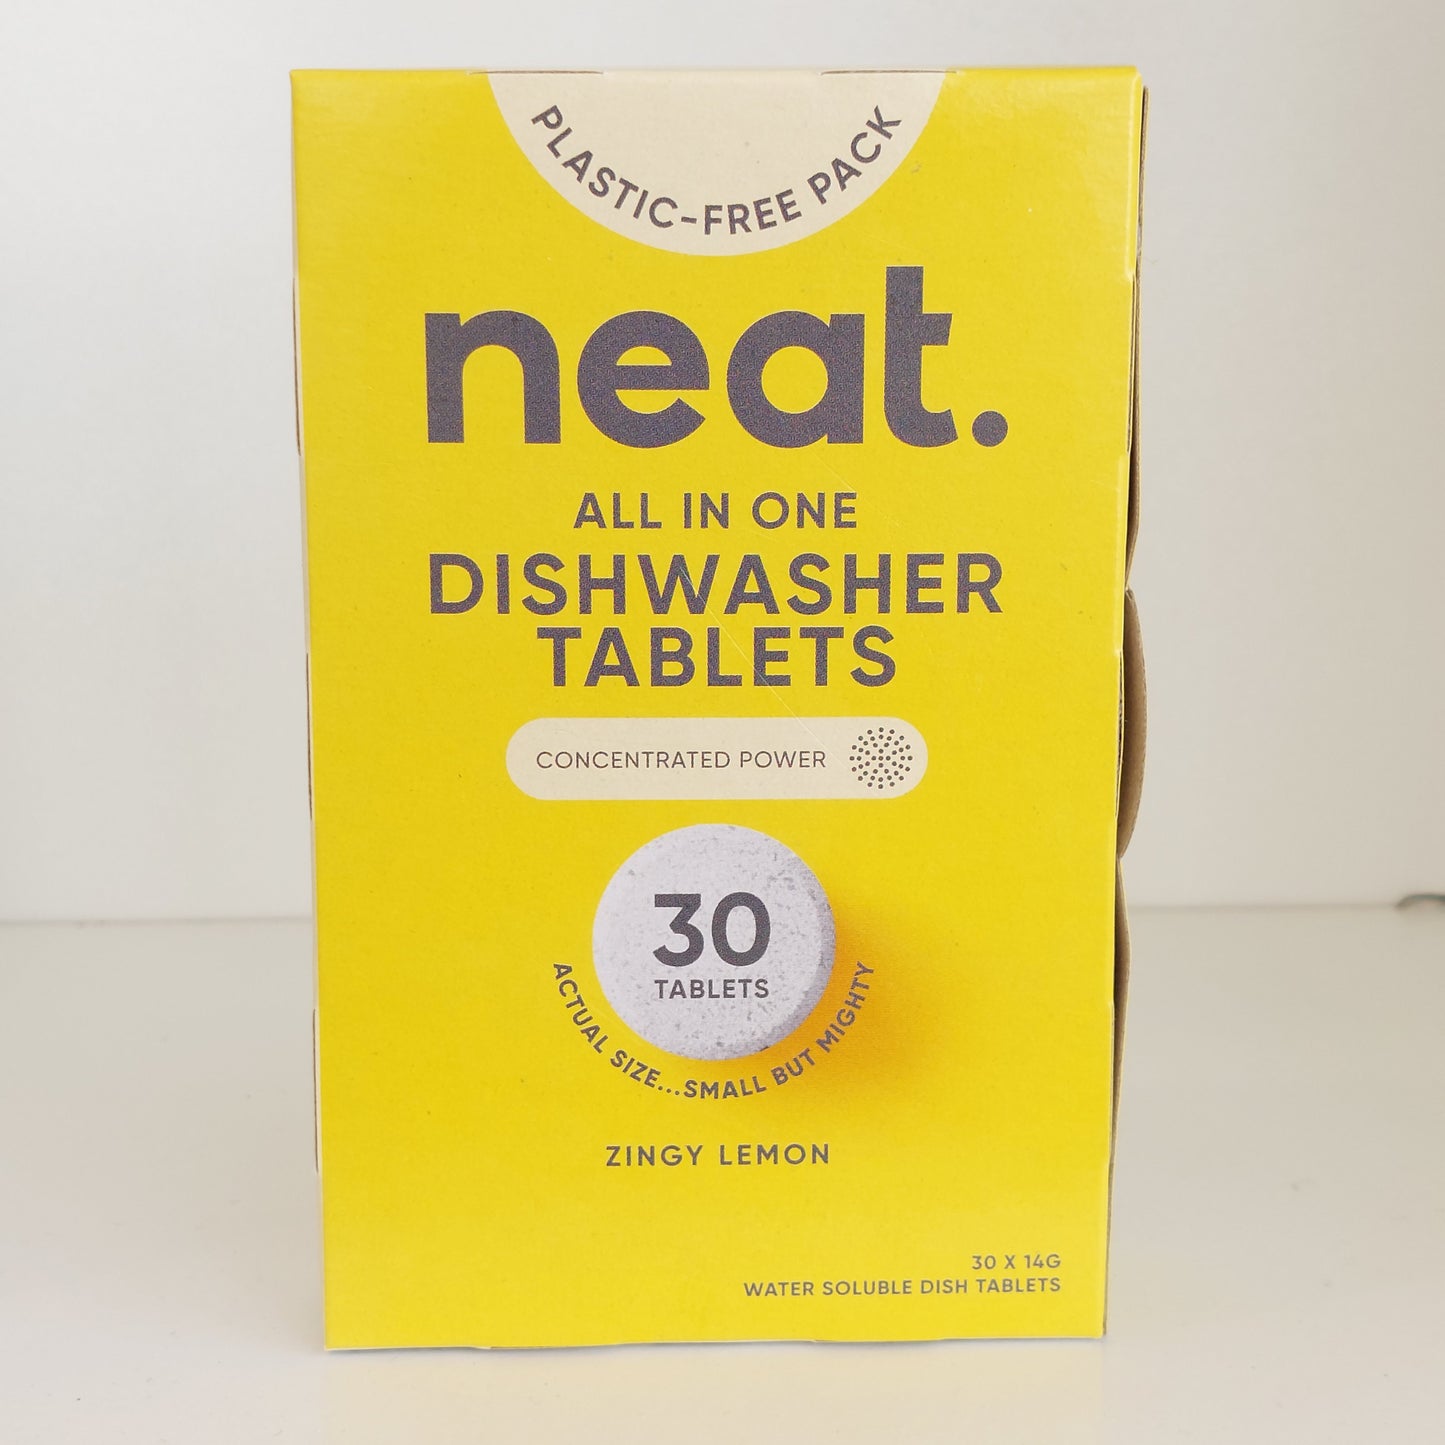 PLASTIC-FREE PACK
neat.
ALL IN ONE
DISHWASHER
TABLETS
CONCENTRATED POWER
30
TABLETS
ACTUAL SIZE...SMALL BUT MIGHTY
ZINGY LEMON
30 X 14G
WATER SOLUBLE DISH TABLETS